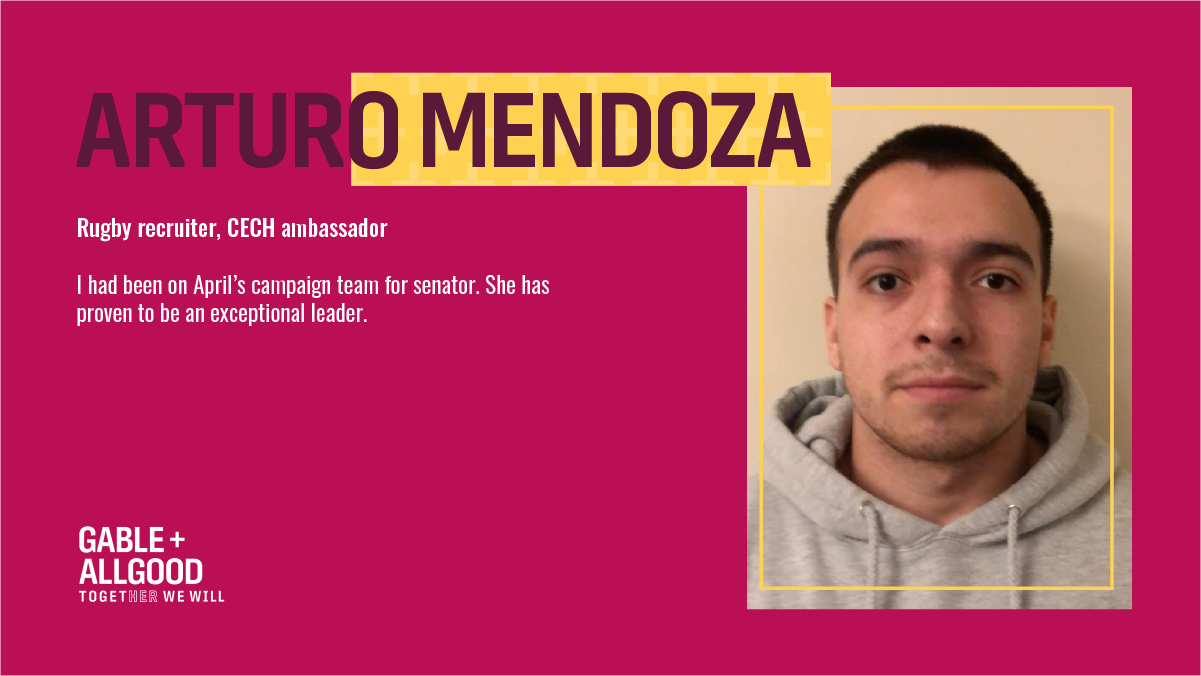 ARTURO MENDOZA
Rugby recruiter, CECH ambassador
I had been on April’s campaign team for senator. She has
proven to be an exceptional leader.
GABLE +
ALLGOOD
TOGETHER WE WILL